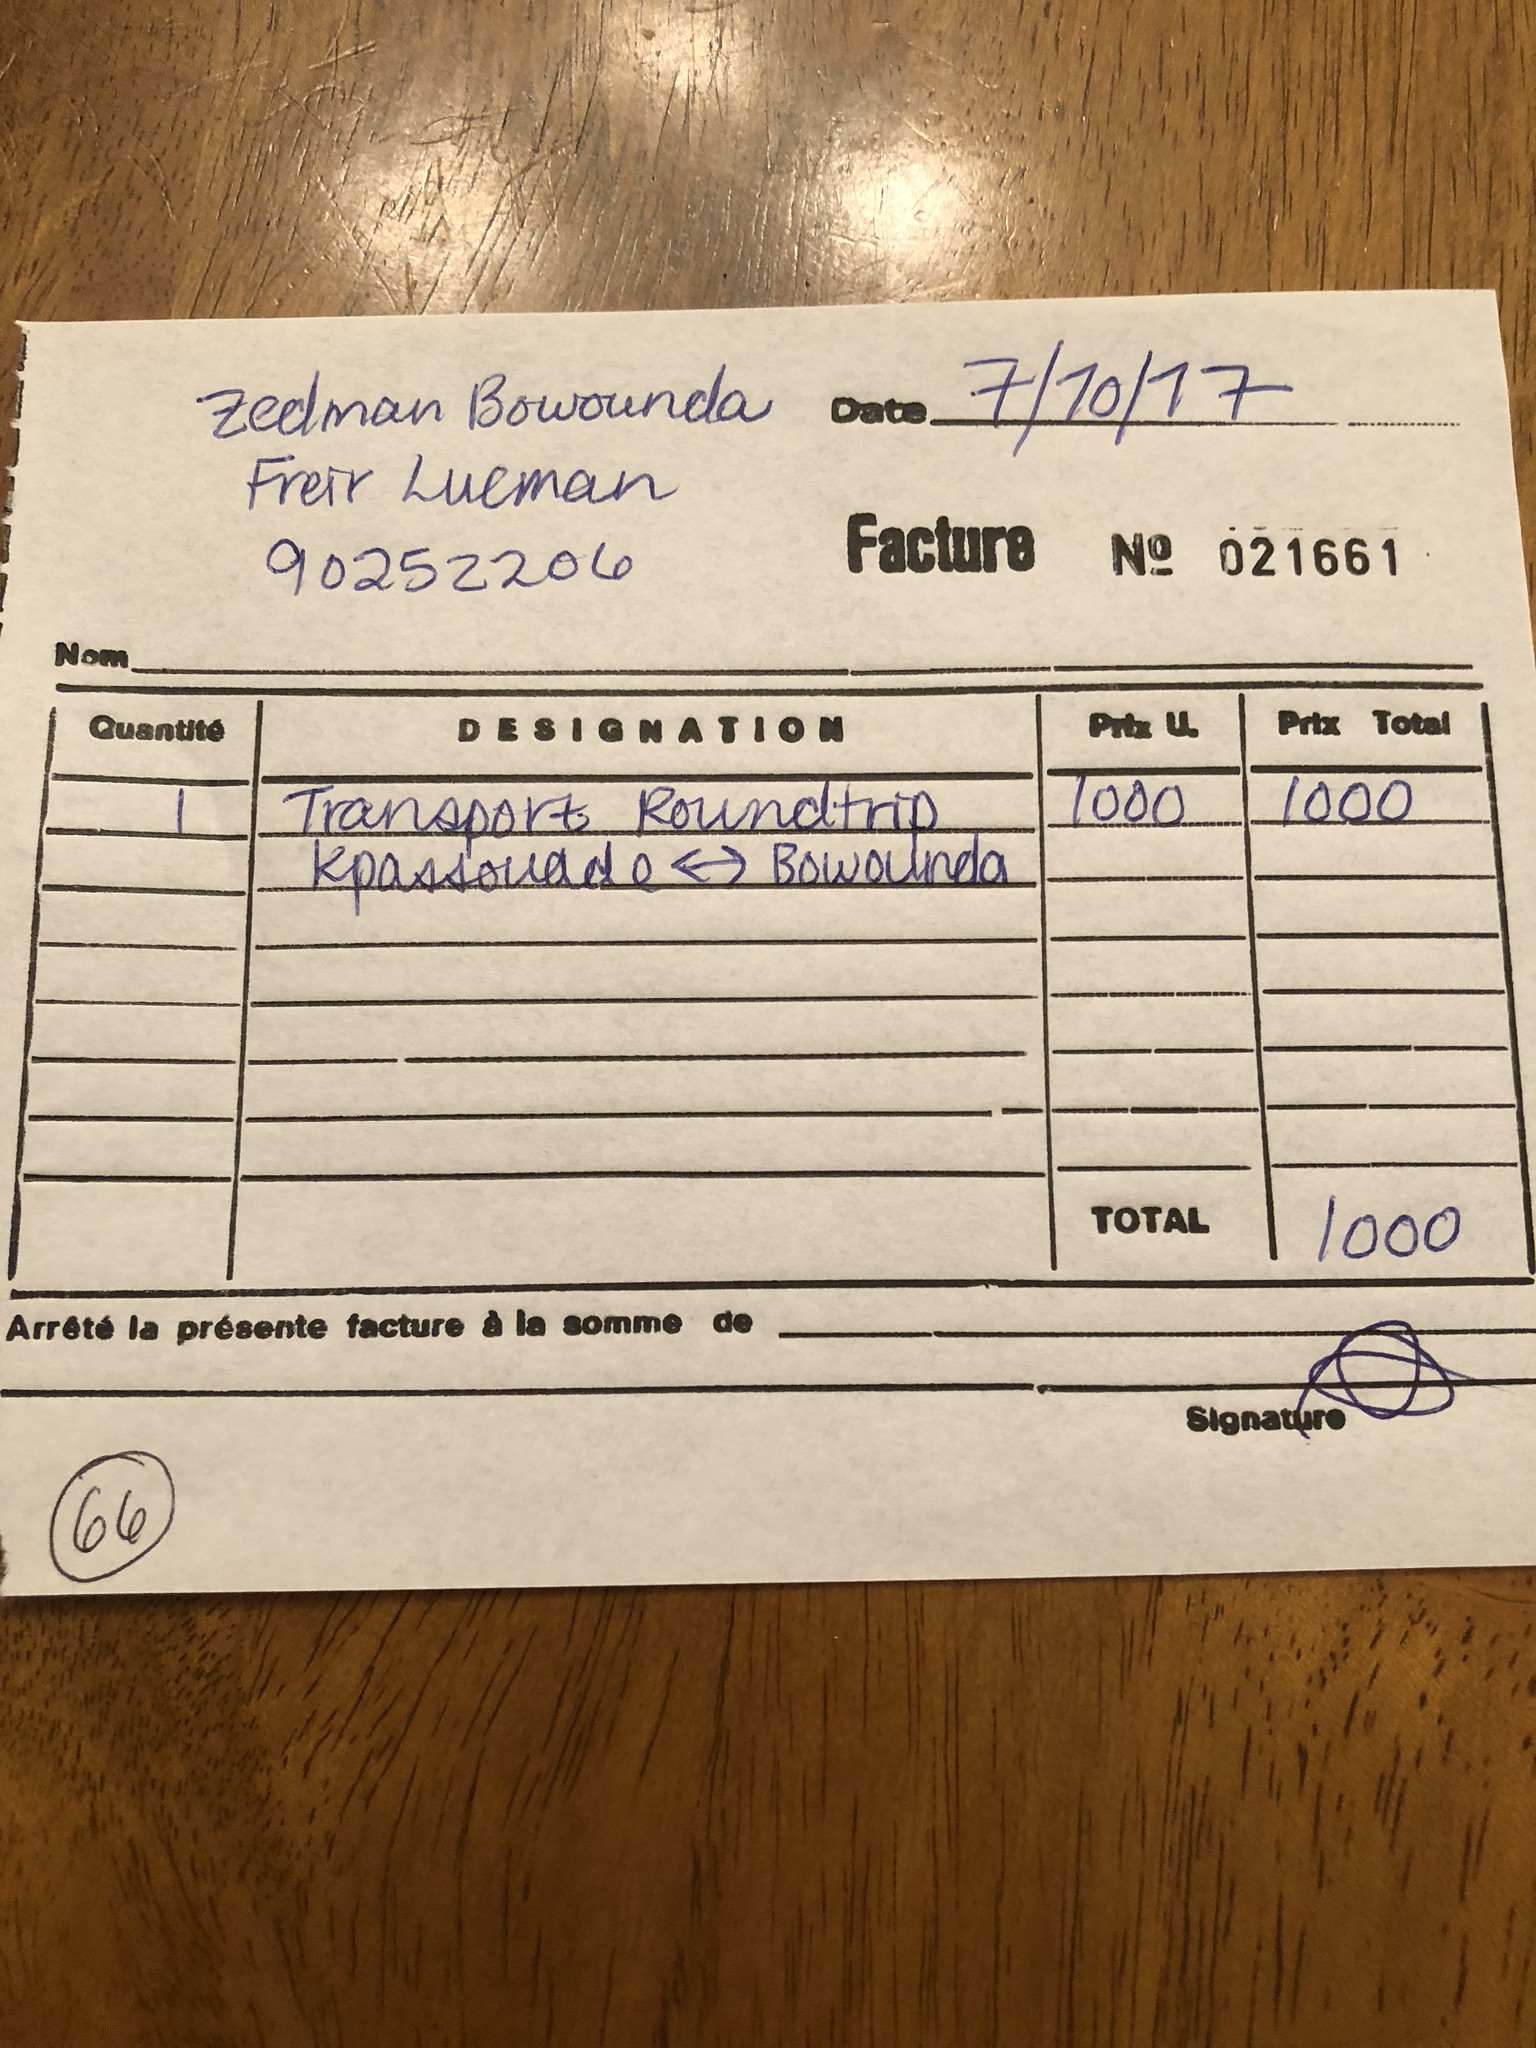 Zedman Bowounda
Date 7/10/17
Freir Lueman
90252206
Facture Nº 021661
Nom
Quantité DESIGNATION Prix U. Prix Total
1 Transport Roundtrip 1000 1000
Kpassouade <-> Bowounda
TOTAL 1000
Arrêté la présente facture à la somme de
Signature
66